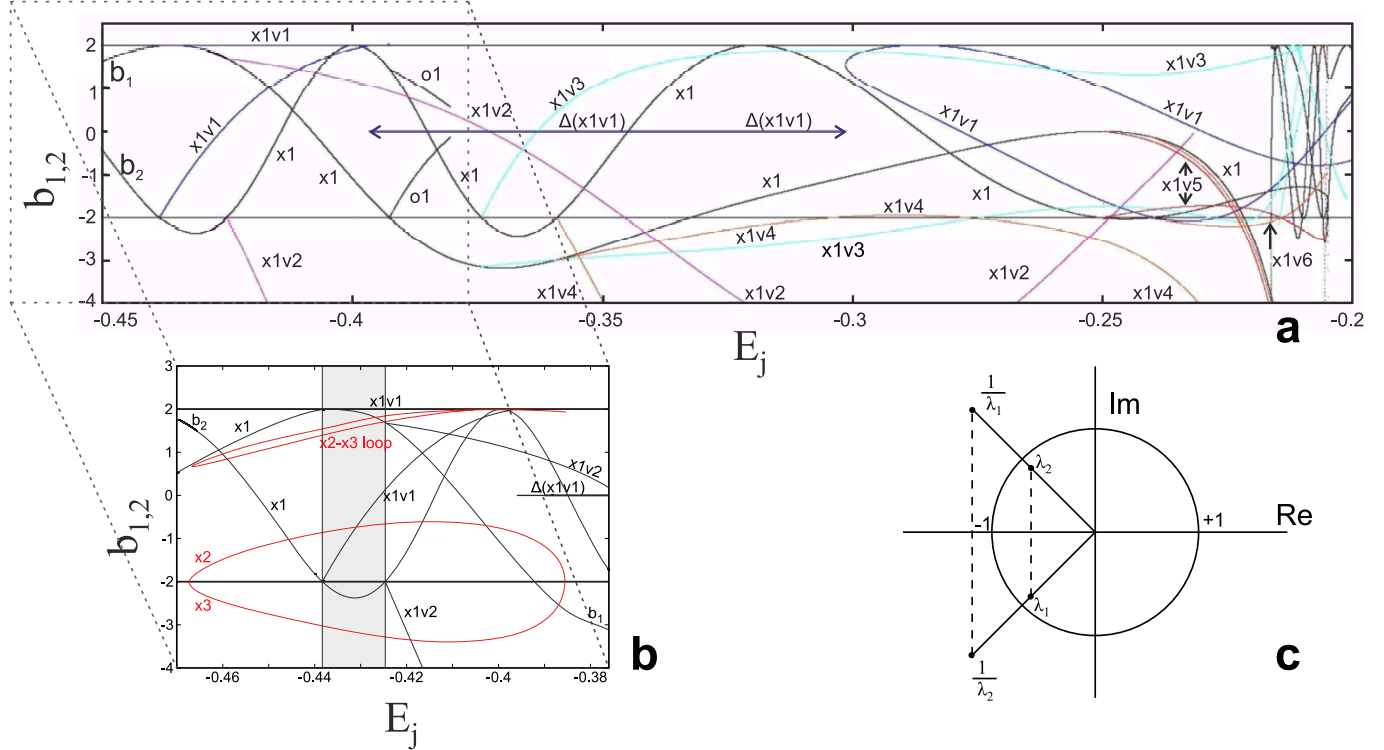 x1v1
2
b₁
1
0
-1
-2
-3
-4
b₁,₂
b₂
x1v1
x1
x1
x1v2
o1
o1
x1
x1v2
x1v3
Δ(x1v1)
Δ(x1v1)
x1
x1
x1v4
x1v4
x1v3
x1v4
x1v2
x1v1
x1v1
x1v3
x1
x1v5
x1
x1v2
x1v4
x1v6
-0.45
-0.4
-0.35
-0.3
-0.25
-0.2
E_j
a
3
2
1
0
-1
-2
-3
-4
b₁,₂
b₂
x1
x1v1
x2-x3 loop
x1
x1v1
x1v2
Δ(x1v1)
x2
x3
x1v2
b₁
-0.46
-0.44
-0.42
-0.4
-0.38
E_j
b
1
λ₁
Im
λ₂
-1
+1
Re
λ₁
1
λ₂
c